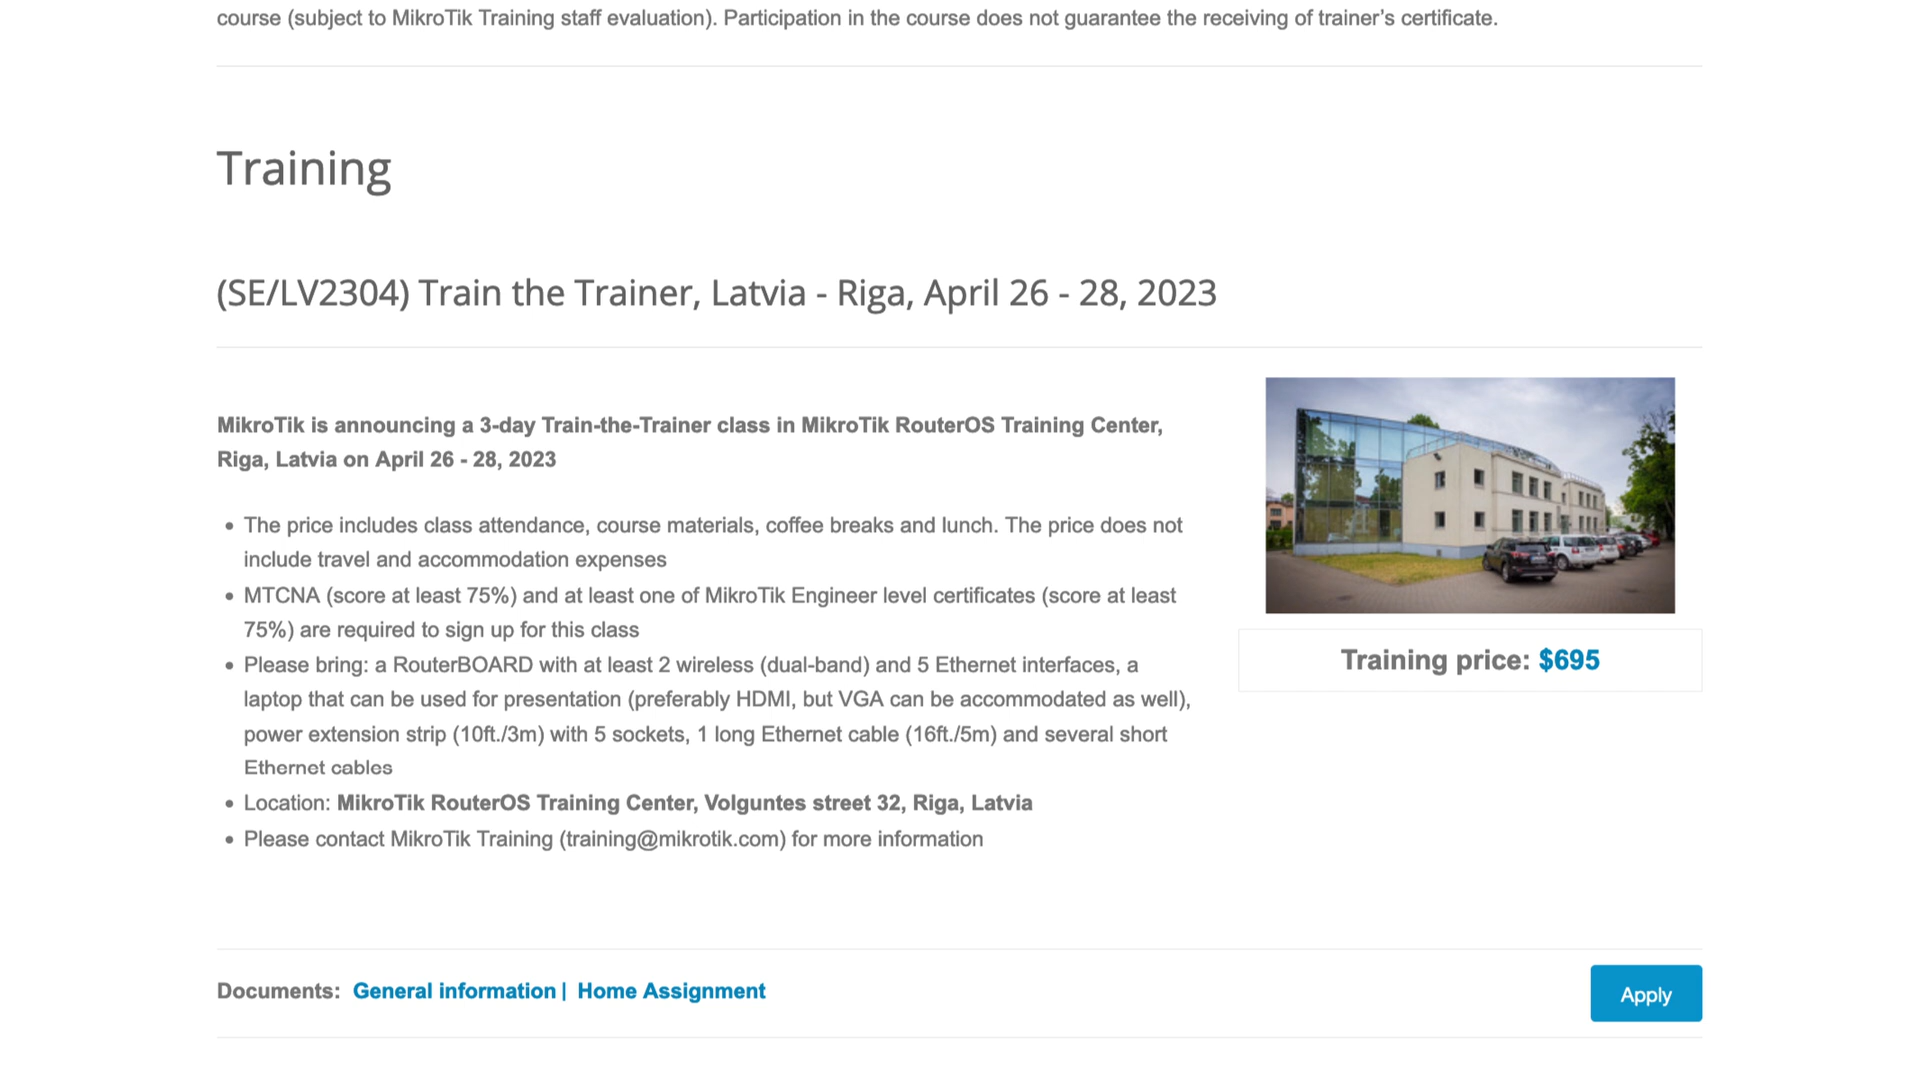 course (subject to MikroTik Training staff evaluation). Participation in the course does not guarantee the receiving of trainer’s certificate.
Training
(SE/LV2304) Train the Trainer, Latvia - Riga, April 26 - 28, 2023
MikroTik is announcing a 3-day Train-the-Trainer class in MikroTik RouterOS Training Center,
Riga, Latvia on April 26 - 28, 2023
• The price includes class attendance, course materials, coffee breaks and lunch. The price does not
include travel and accommodation expenses
• MTCNA (score at least 75%) and at least one of MikroTik Engineer level certificates (score at least
75%) are required to sign up for this class
• Please bring: a RouterBOARD with at least 2 wireless (dual-band) and 5 Ethernet interfaces, a
laptop that can be used for presentation (preferably HDMI, but VGA can be accommodated as well),
power extension strip (10ft./3m) with 5 sockets, 1 long Ethernet cable (16ft./5m) and several short
Ethernet cables
• Location: MikroTik RouterOS Training Center, Volguntes street 32, Riga, Latvia
• Please contact MikroTik Training (training@mikrotik.com) for more information
Training price: $695
Documents: General information | Home Assignment
Apply